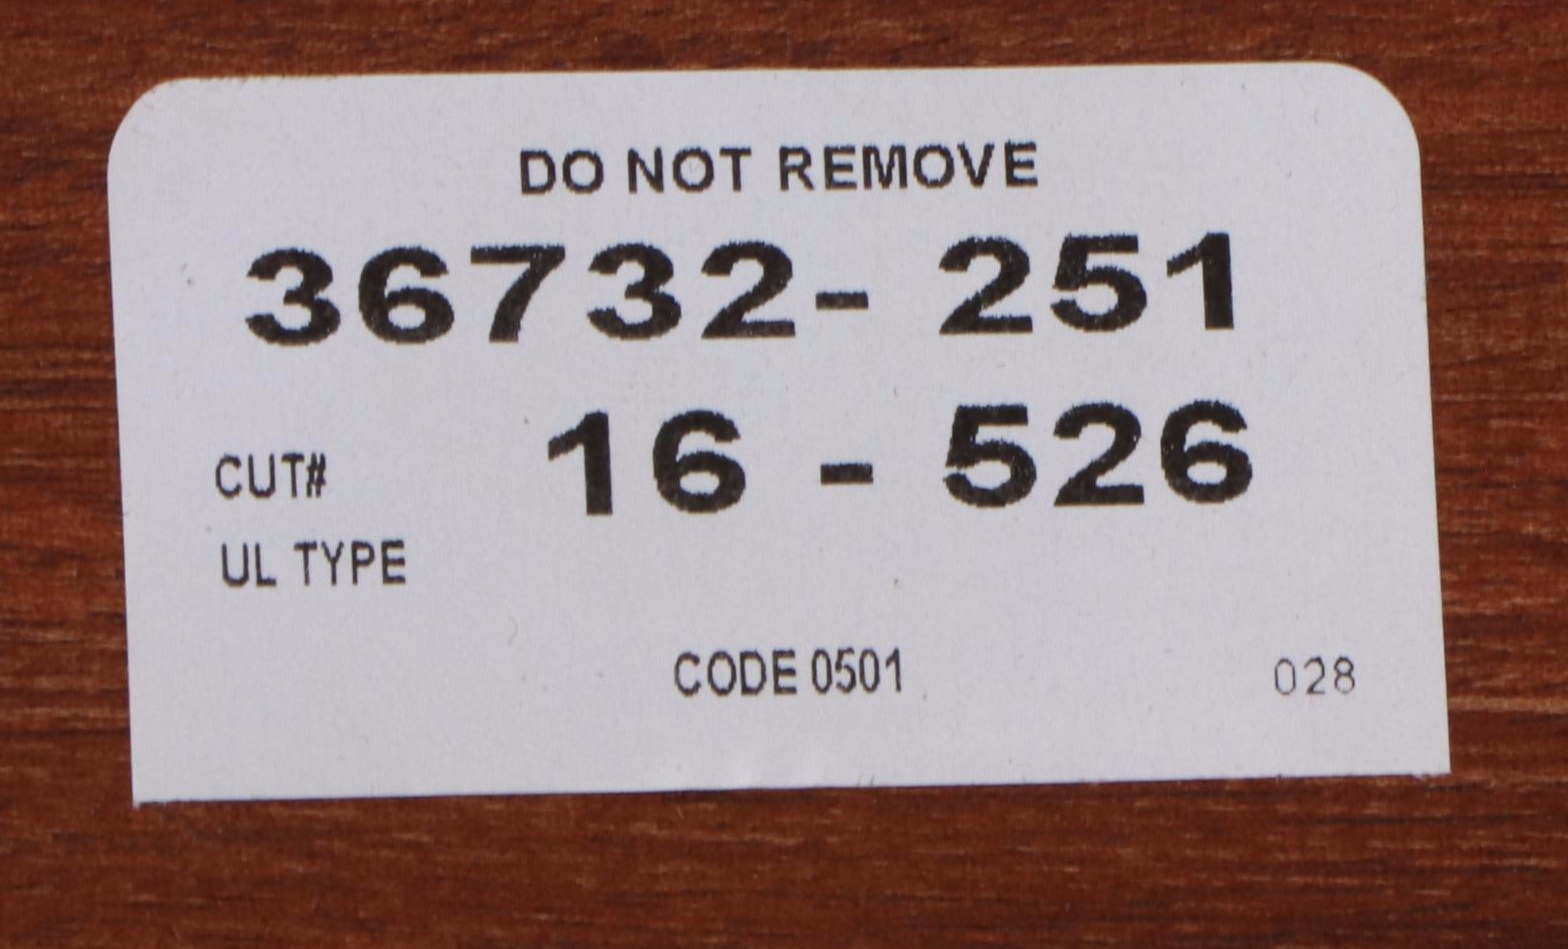 DO NOT REMOVE
36732- 251
CUT# 16 - 526
UL TYPE
CODE 0501 028